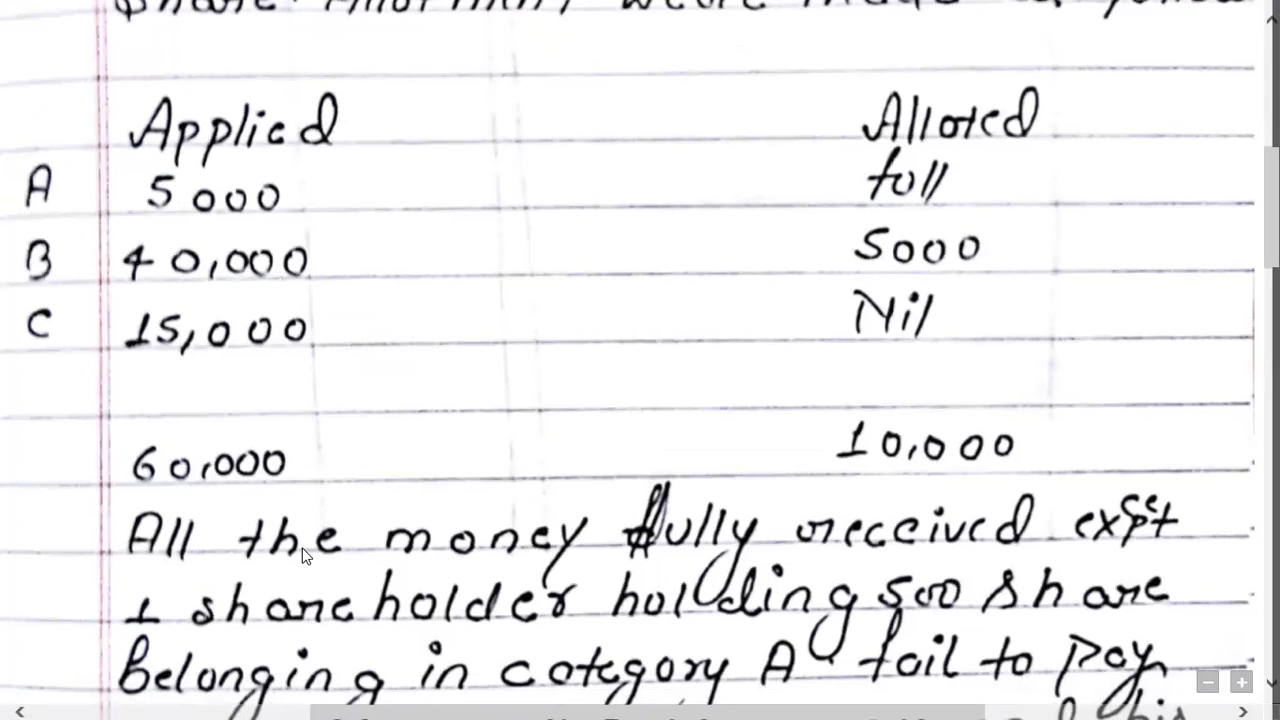 Applied Alloted
A 5000 full
B 40,000 5000
C 15,000 Nil
60,000 10,000
All the money fully received exfpt
1 shareholder holding 500 share
Belonging in category A fail to pay